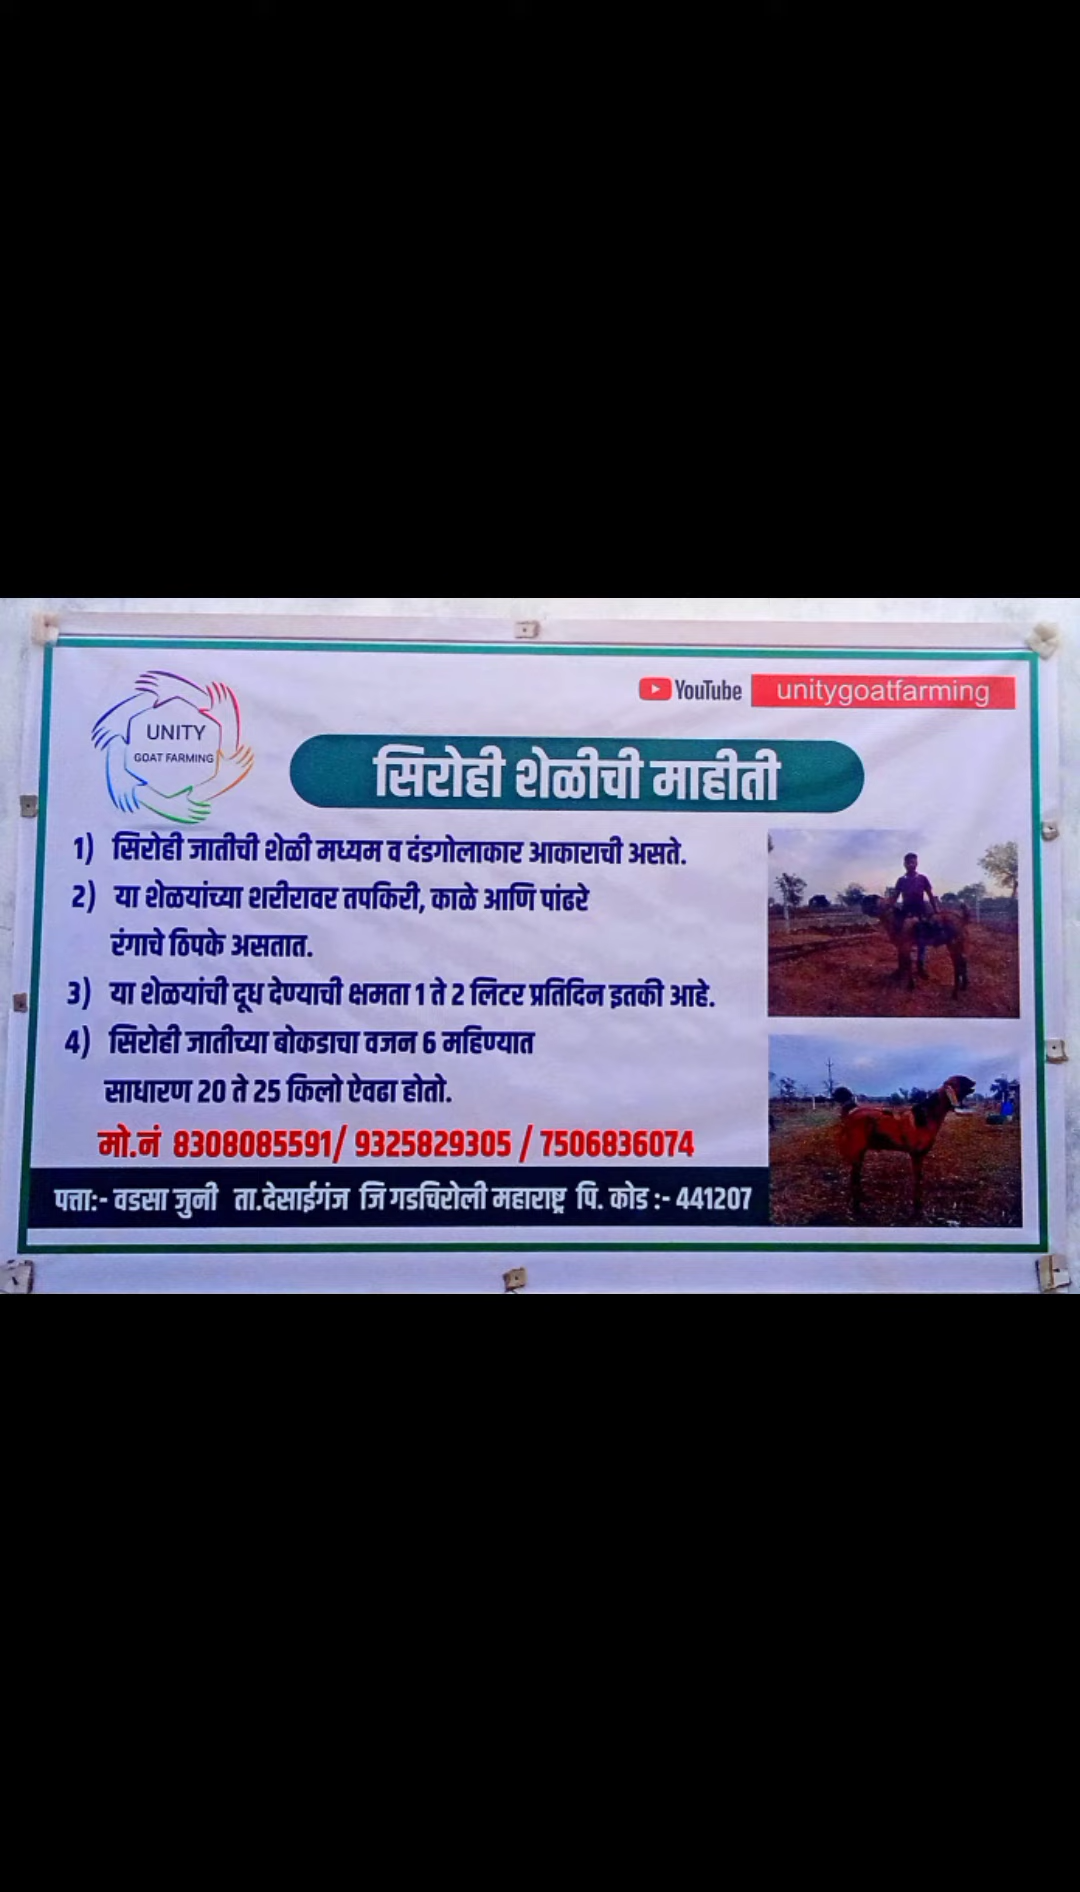 YouTube unitygoatfarming
UNITY
GOAT FARMING
सिरोही शेळीची माहीती
1) सिरोही जातीची शेळी मध्यम व दंडगोलाकार आकाराची असते.
2) या शेळयांच्या शरीरावर तपकिरी, काळे आणि पांढरे
रंगाचे ठिपके असतात.
3) या शेळयांची दूध देण्याची क्षमता 1 ते 2 लिटर प्रतिदिन इतकी आहे.
4) सिरोही जातीच्या बोकडाचा वजन 6 महिण्यात
साधारण 20 ते 25 किलो ऐवढा होतो.
मो.नं 8308085591/ 9325829305 / 7506836074
पत्ता:- वडसा जुनी ता.देसाईगंज जि गडचिरोली महाराष्ट्र पि. कोड :- 441207